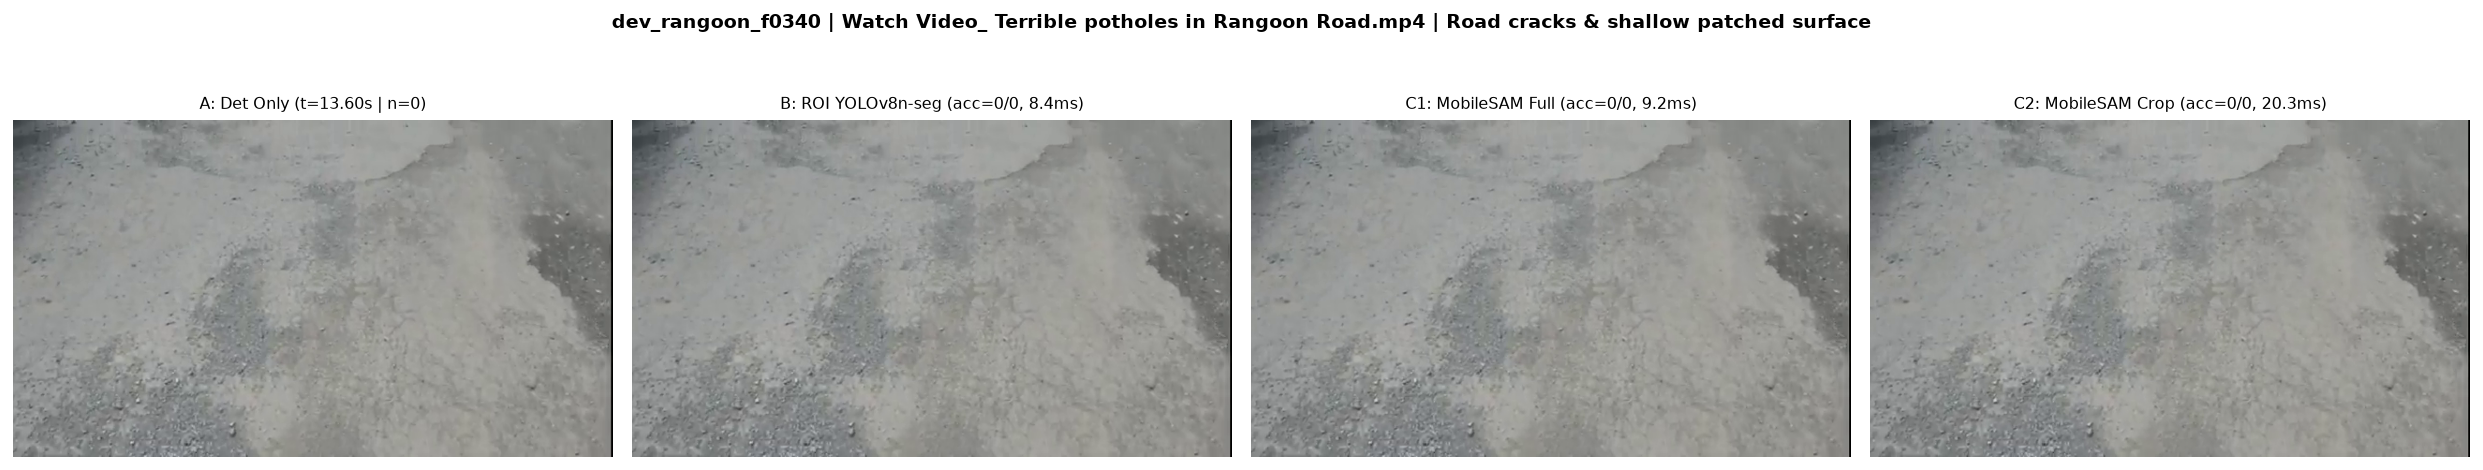 dev_rangoon_f0340 | Watch Video_ Terrible potholes in Rangoon Road.mp4 | Road cracks & shallow patched surface
A: Det Only (t=13.60s | n=0)
B: ROI YOLOv8n-seg (acc=0/0, 8.4ms)
C1: MobileSAM Full (acc=0/0, 9.2ms)
C2: MobileSAM Crop (acc=0/0, 20.3ms)